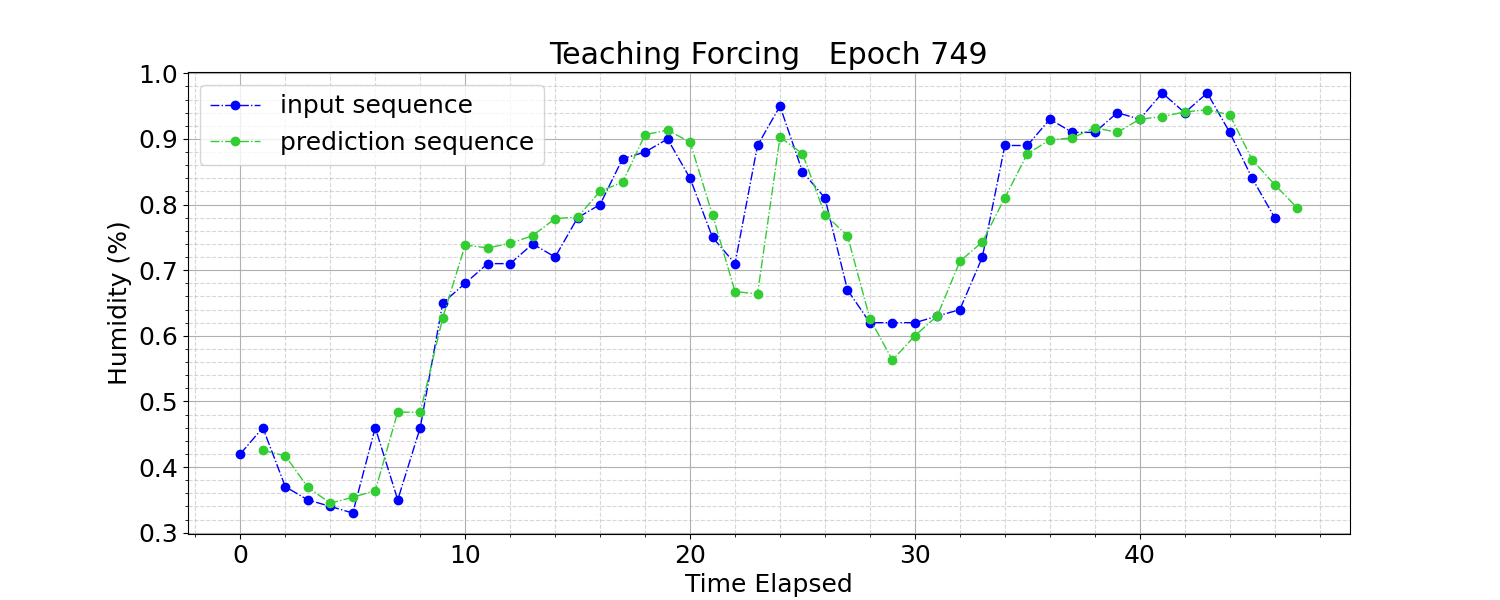 Teaching Forcing   Epoch 749
input sequence
prediction sequence
Humidity (%)
1.0
0.9
0.8
0.7
0.6
0.5
0.4
0.3
0 10 20 30 40
Time Elapsed